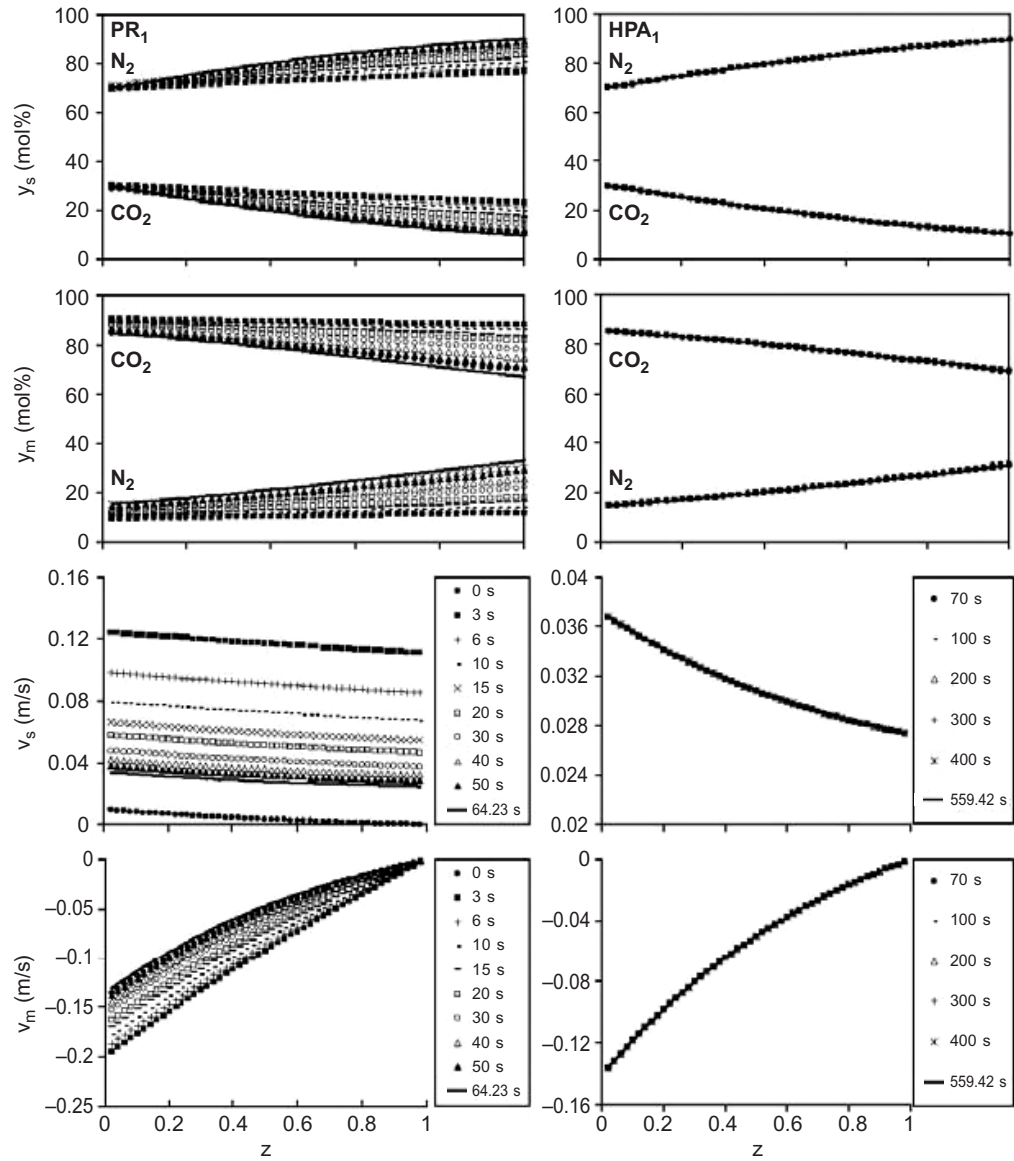 PR1
N2
CO2
100
80
60
40
20
0
ys (mol%)
HPA1
N2
CO2
100
80
60
40
20
0
100
80
60
40
20
0
ym (mol%)
CO2
N2
100
80
60
40
20
0
CO2
N2
0.16
0.12
0.08
0.04
0
vs (m/s)
0 s
3 s
6 s
10 s
15 s
20 s
30 s
40 s
50 s
64.23 s
0.04
0.036
0.032
0.028
0.024
0.02
70 s
100 s
200 s
300 s
400 s
559.42 s
0
–0.05
–0.1
–0.15
–0.2
–0.25
vm (m/s)
0 0.2 0.4 0.6 0.8 1
z
0 s
3 s
6 s
10 s
15 s
20 s
30 s
40 s
50 s
64.23 s
0
–0.04
–0.08
–0.12
–0.16
0 0.2 0.4 0.6 0.8 1
z
70 s
100 s
200 s
300 s
400 s
559.42 s